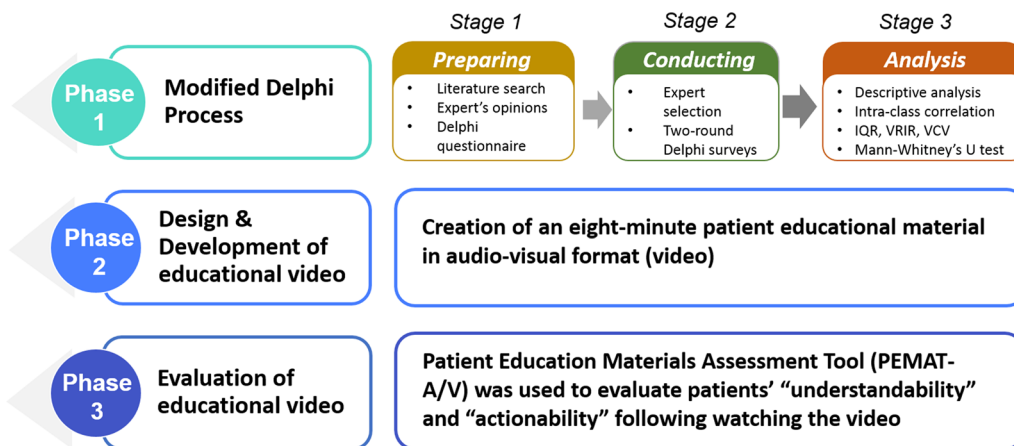 Stage 1
Stage 2
Stage 3
Phase
1
Modified Delphi
Process
Preparing
• Literature search
• Expert's opinions
• Delphi
questionnaire
Conducting
• Expert
selection
• Two-round
Delphi surveys
Analysis
• Descriptive analysis
• Intra-class correlation
• IQR, VRIR, VCV
• Mann-Whitney's U test
Phase
2
Design &
Development of
educational video
Creation of an eight-minute patient educational material
in audio-visual format (video)
Phase
3
Evaluation of
educational video
Patient Education Materials Assessment Tool (PEMAT-
A/V) was used to evaluate patients' “understandability”
and “actionability” following watching the video